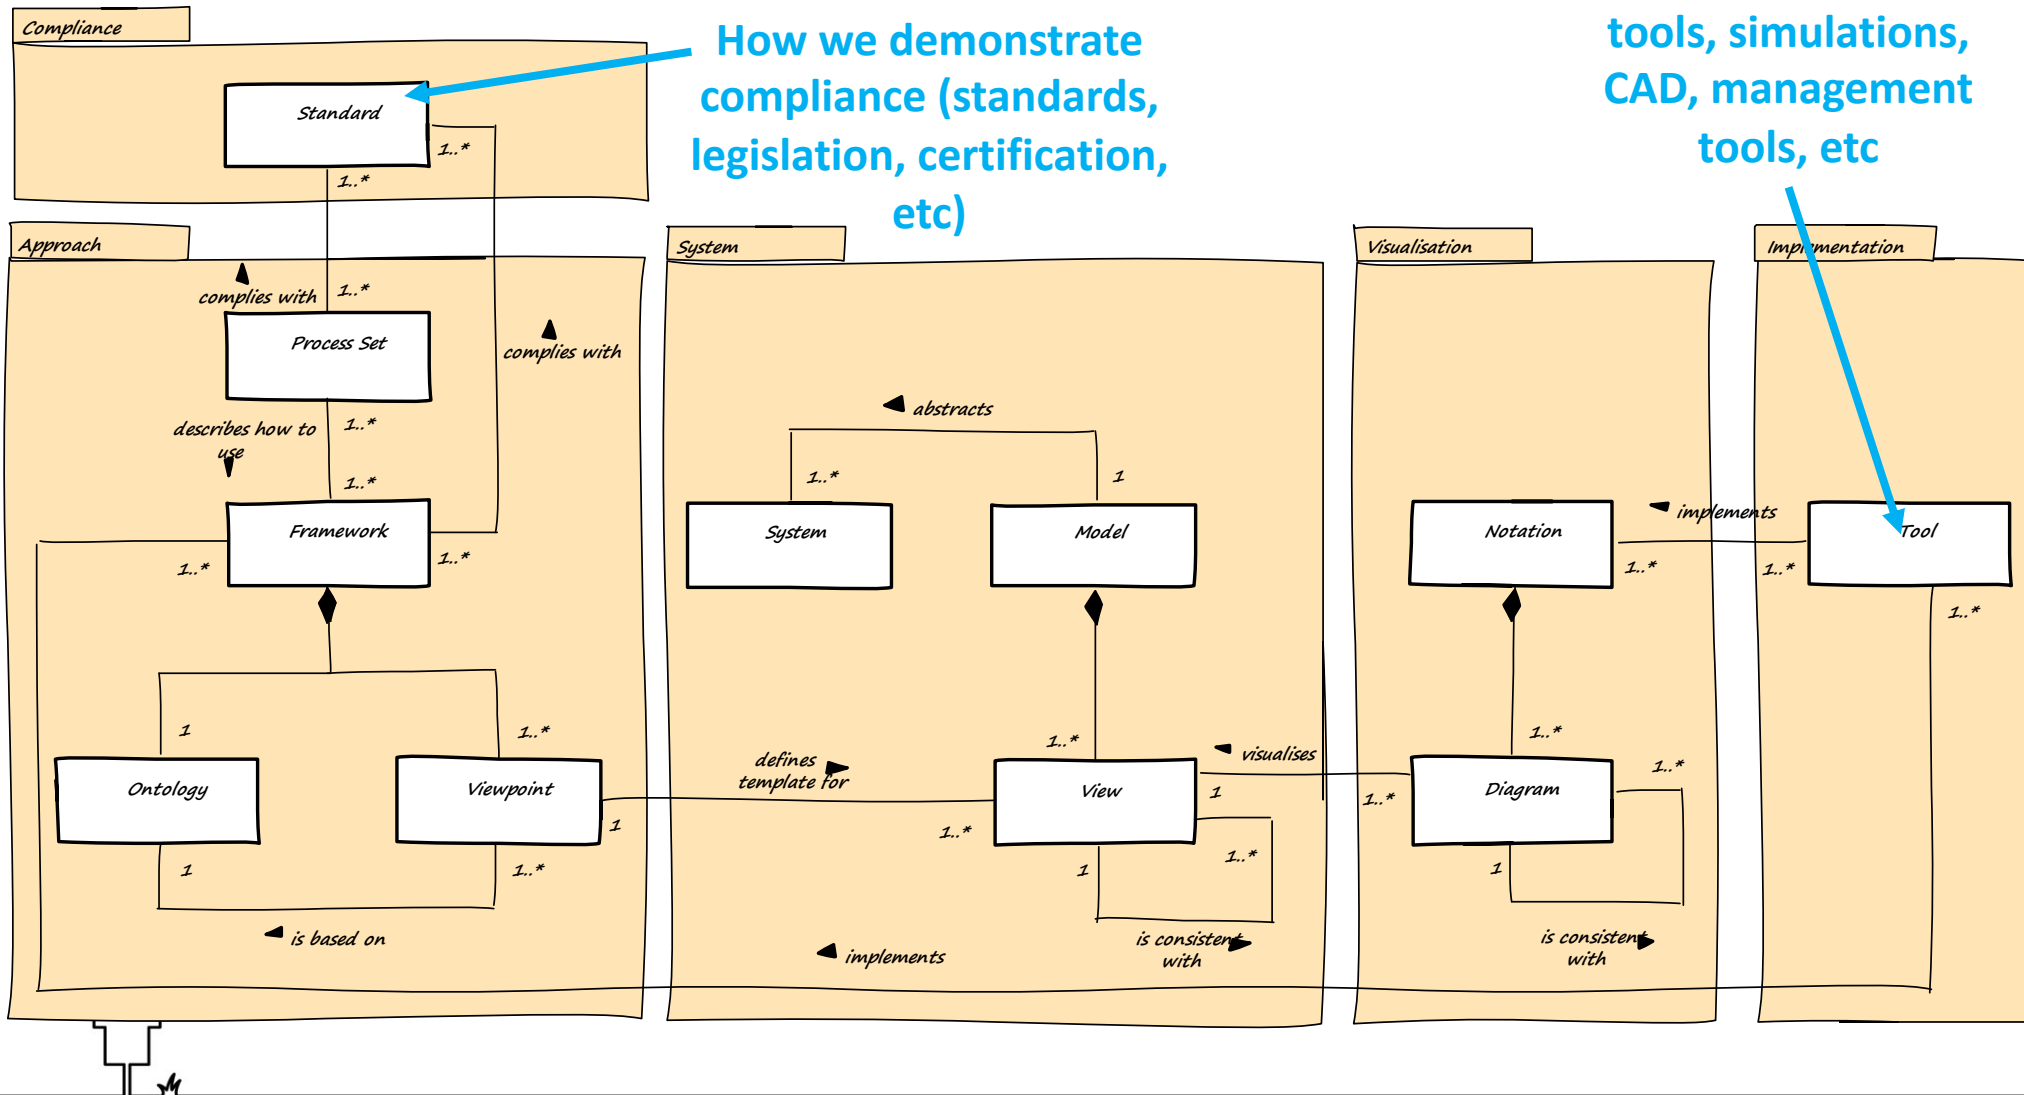 Compliance
How we demonstrate
compliance (standards,
legislation, certification,
etc)
tools, simulations,
CAD, management
tools, etc
Standard
1..*
1..*
Approach
System
Visualisation
Implementation
complies with
1..*
Process Set
complies with
describes how to
use
1..*
1..*
abstracts
1..*
1
Framework
1..*
1..*
System
Model
Notation
implements
Tool
1..*
1..*
1..*
1
1..*
1..*
1..*
defines
template for
visualises
1..*
Ontology
Viewpoint
View
Diagram
1
1..*
1
1..*
1
1..*
1
1..*
1
is based on
implements
is consistent
with
is consistent
with